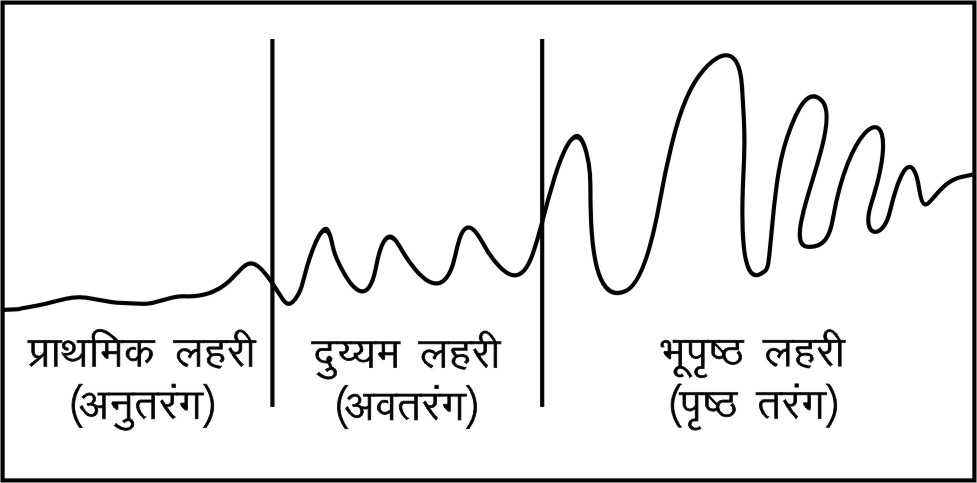 प्राथमिक लहरी
(अनुतरंग)
दुय्यम लहरी
(अवतरंग)
भूपृष्ठ लहरी
(पृष्ठ तरंग)